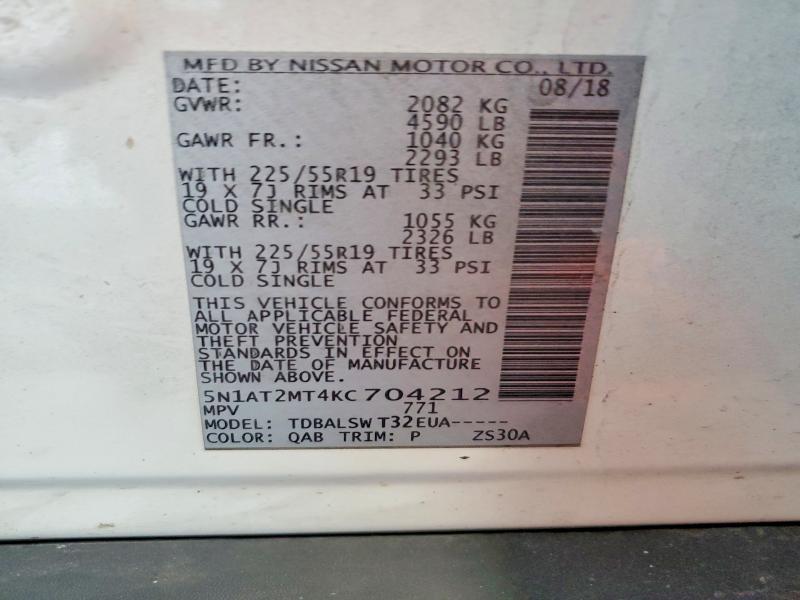 MFD BY NISSAN MOTOR CO., LTD.
DATE: 08/18
GVWR: 2082 KG
4590 LB
GAWR FR.: 1040 KG
2293 LB
WITH 225/55R19 TIRES
19 X 7J RIMS AT 33 PSI
COLD SINGLE
GAWR RR.: 1055 KG
2326 LB
WITH 225/55R19 TIRES
19 X 7J RIMS AT 33 PSI
COLD SINGLE
THIS VEHICLE CONFORMS TO
ALL APPLICABLE FEDERAL
MOTOR VEHICLE SAFETY AND
THEFT PREVENTION
STANDARDS IN EFFECT ON
THE DATE OF MANUFACTURE
SHOWN ABOVE.
5N1AT2MT4KC704212
MPV 771
MODEL: TDBALSW T32EUA-----
COLOR: QAB TRIM: P ZS30A